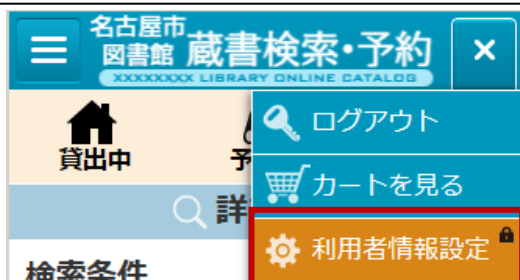 名古屋市
図書館 蔵書検索・予約
XXXXXXXX LIBRARY ONLINE CATALOG
ログアウト
貸出中
予
カートを見る
詳
利用者情報設定
検索条件